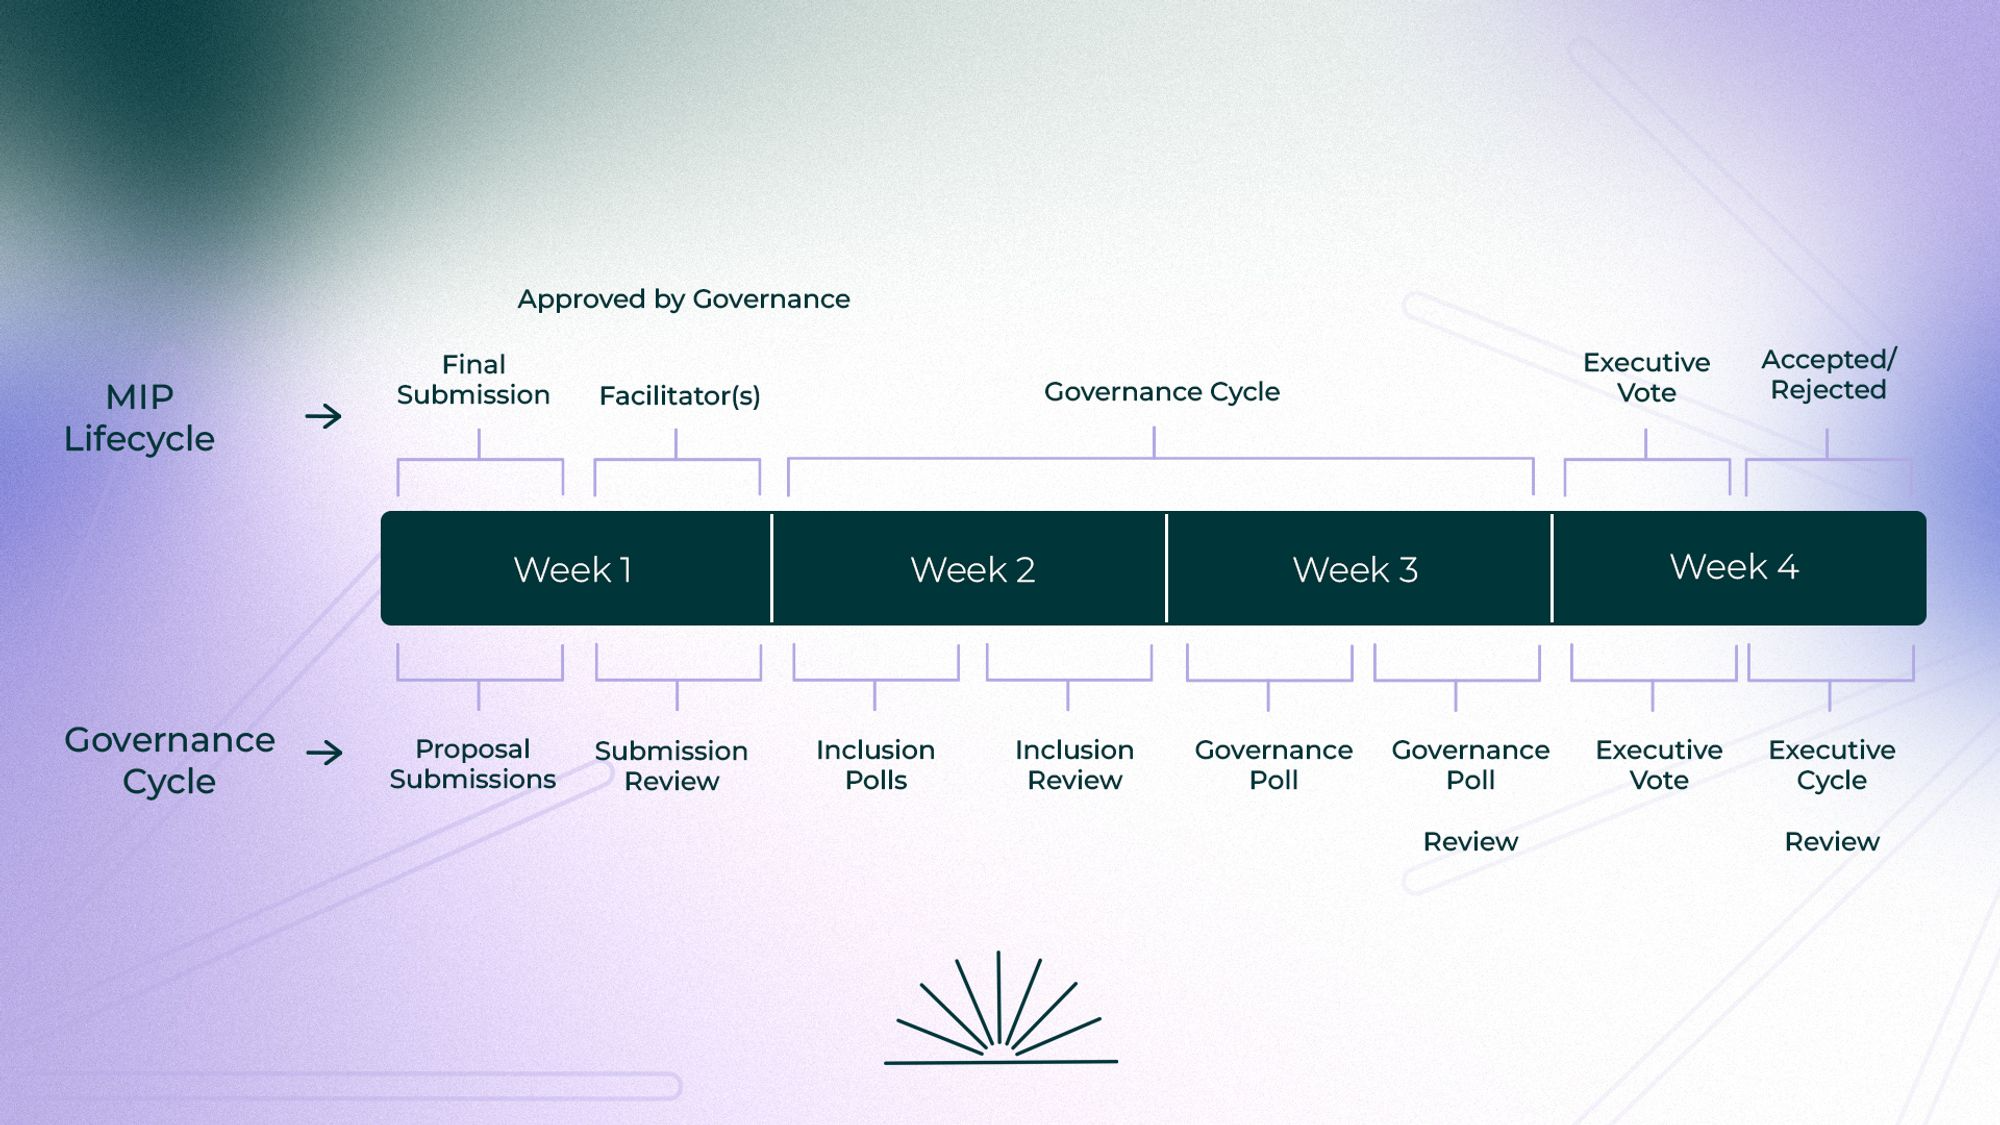 Approved by Governance
MIP
Lifecycle
Final
Submission
Facilitator(s)
Governance Cycle
Executive
Vote
Accepted/
Rejected
Week 1
Week 2
Week 3
Week 4
Governance
Cycle
Proposal
Submissions
Submission
Review
Inclusion
Polls
Inclusion
Review
Governance
Poll
Governance
Poll
Review
Executive
Vote
Executive
Cycle
Review